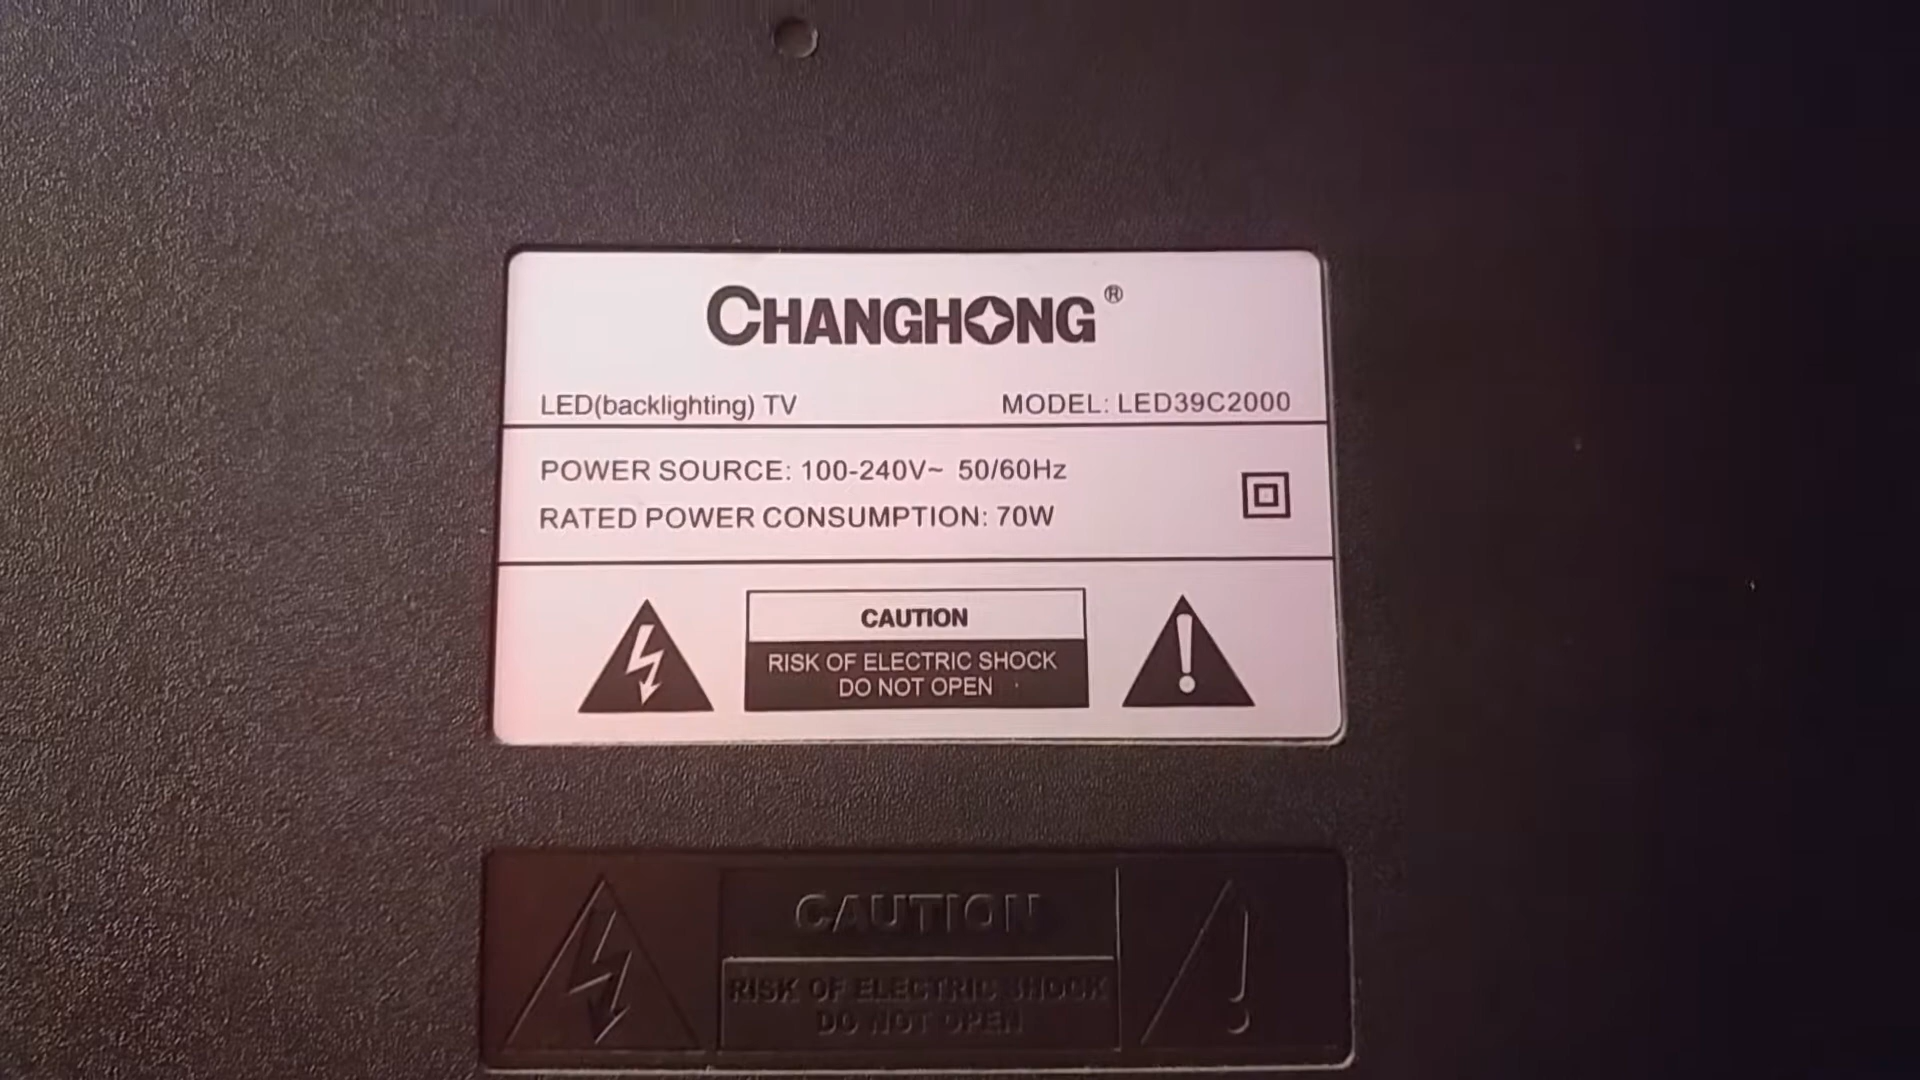 CHANGHONG®
LED(backlighting) TV MODEL: LED39C2000
POWER SOURCE: 100-240V~ 50/60Hz
RATED POWER CONSUMPTION: 70W
CAUTION
RISK OF ELECTRIC SHOCK
DO NOT OPEN
CAUTION
RISK OF ELECTRIC SHOCK
DO NOT OPEN